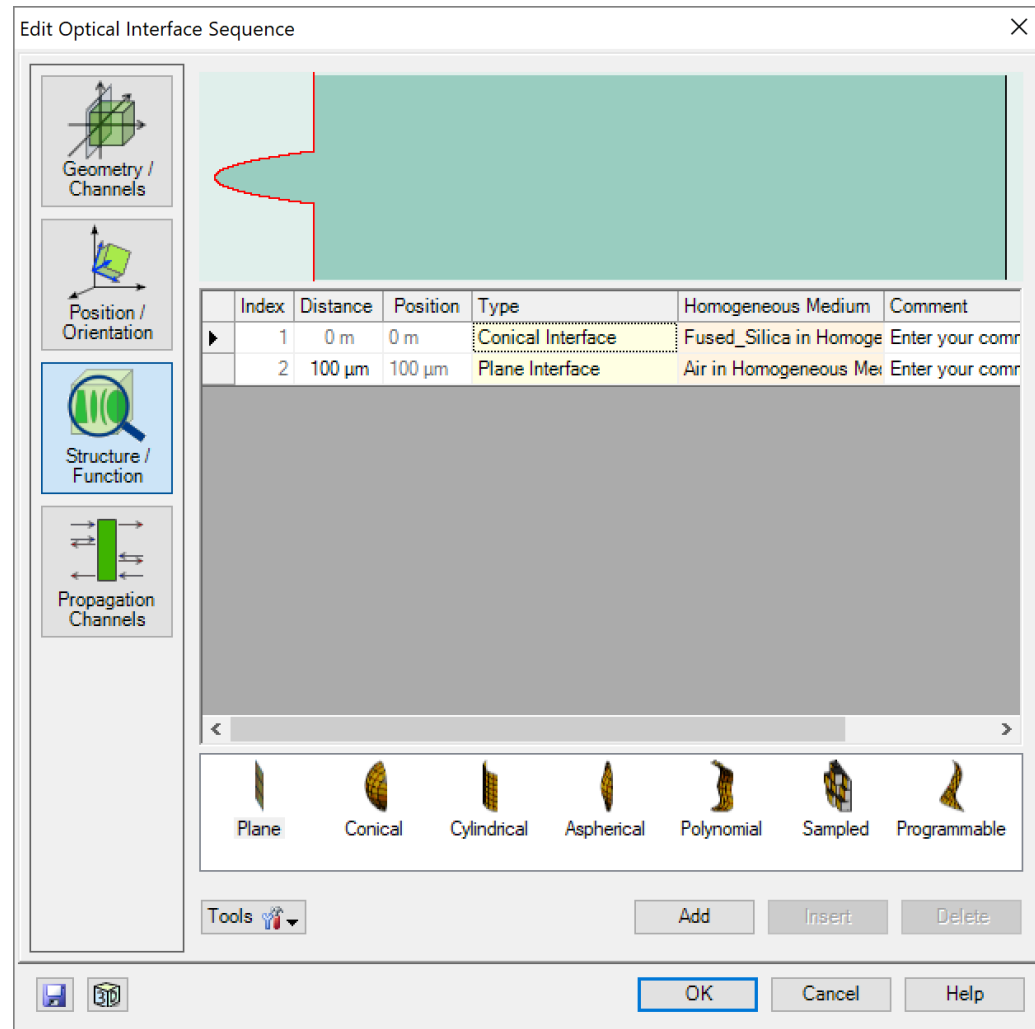 Edit Optical Interface Sequence
Geometry /
Channels
Position /
Orientation
Structure /
Function
Propagation
Channels
Index Distance Position Type Homogeneous Medium Comment
1 0 m 0 m Conical Interface Fused_Silica in Homoge Enter your comr
2 100 µm 100 µm Plane Interface Air in Homogeneous Med Enter your comr
Plane Conical Cylindrical Aspherical Polynomial Sampled Programmable
Tools Add Insert Delete
3D OK Cancel Help